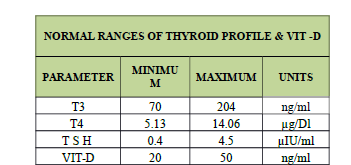 NORMAL RANGES OF THYROID PROFILE & VIT -D
PARAMETER MINIMU
M MAXIMUM UNITS
T3 70 204 ng/ml
T4 5.13 14.06 µg/Dl
T S H 0.4 4.5 µIU/ml
VIT-D 20 50 ng/ml